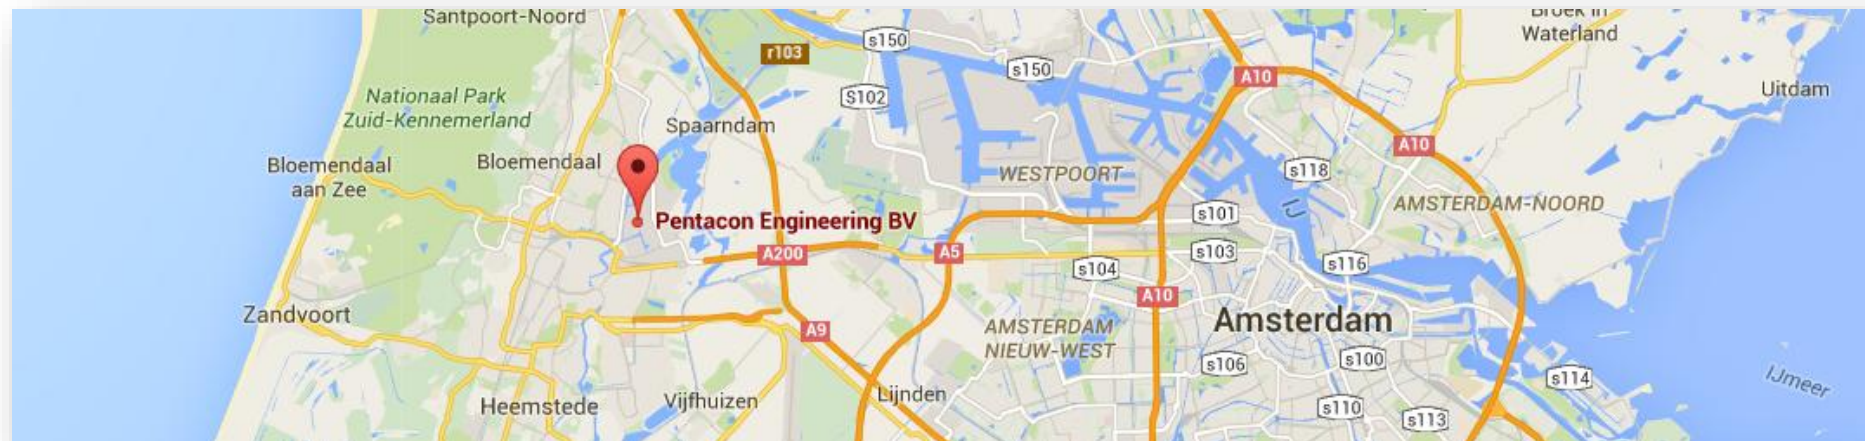 Santpoort-Noord
Broek in
Waterland
s150
r103
s150
A10
Uitdam
Nationaal Park
Zuid-Kennemerland
S102
Spaarndam
A10
Bloemendaal
aan Zee
Bloemendaal
WESTPOORT
s118
AMSTERDAM-NOORD
Pentacon Engineering BV
s101
IJ
A200
A5
s103
s104
s116
A10
Zandvoort
A9
AMSTERDAM
NIEUW-WEST
Amsterdam
s106
s100
s114
IJmeer
Heemstede
Vijfhuizen
Lijnden
s110
s113